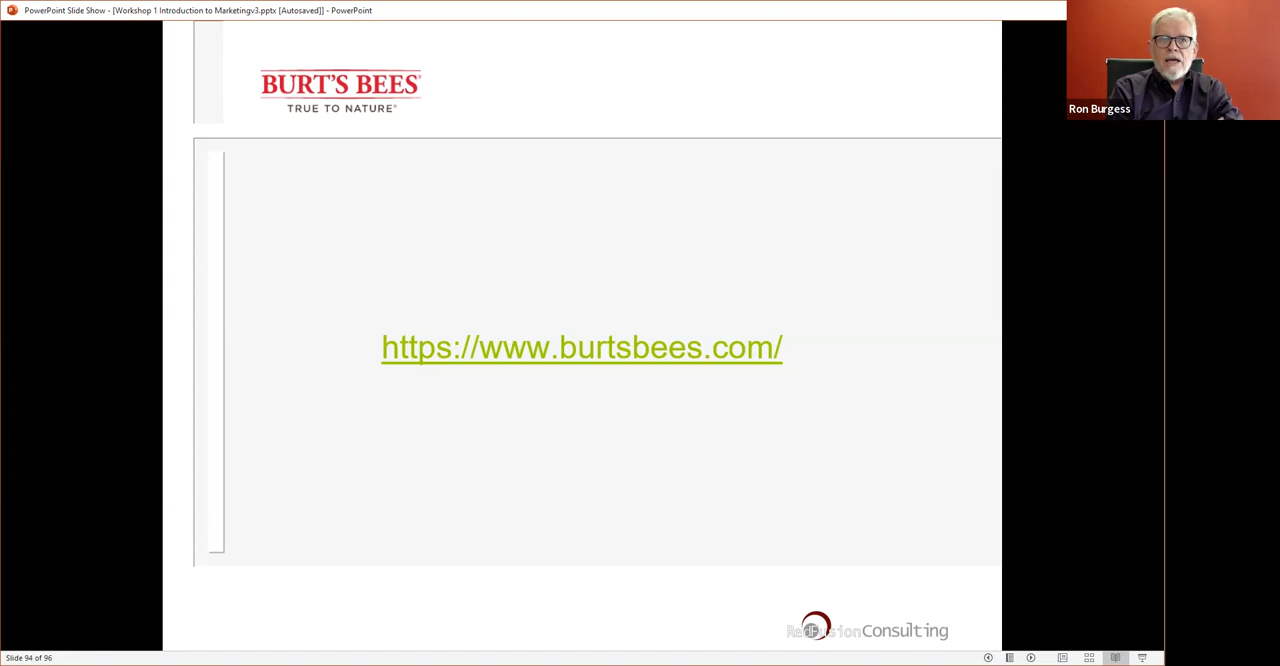 PowerPoint Slide Show - [Workshop 1 Introduction to Marketingv3.pptx [Autosaved]] - PowerPoint
BURT'S BEES®
TRUE TO NATURE®
Ron Burgess
https://www.burtsbees.com/
RedFusionConsulting
Slide 94 of 96